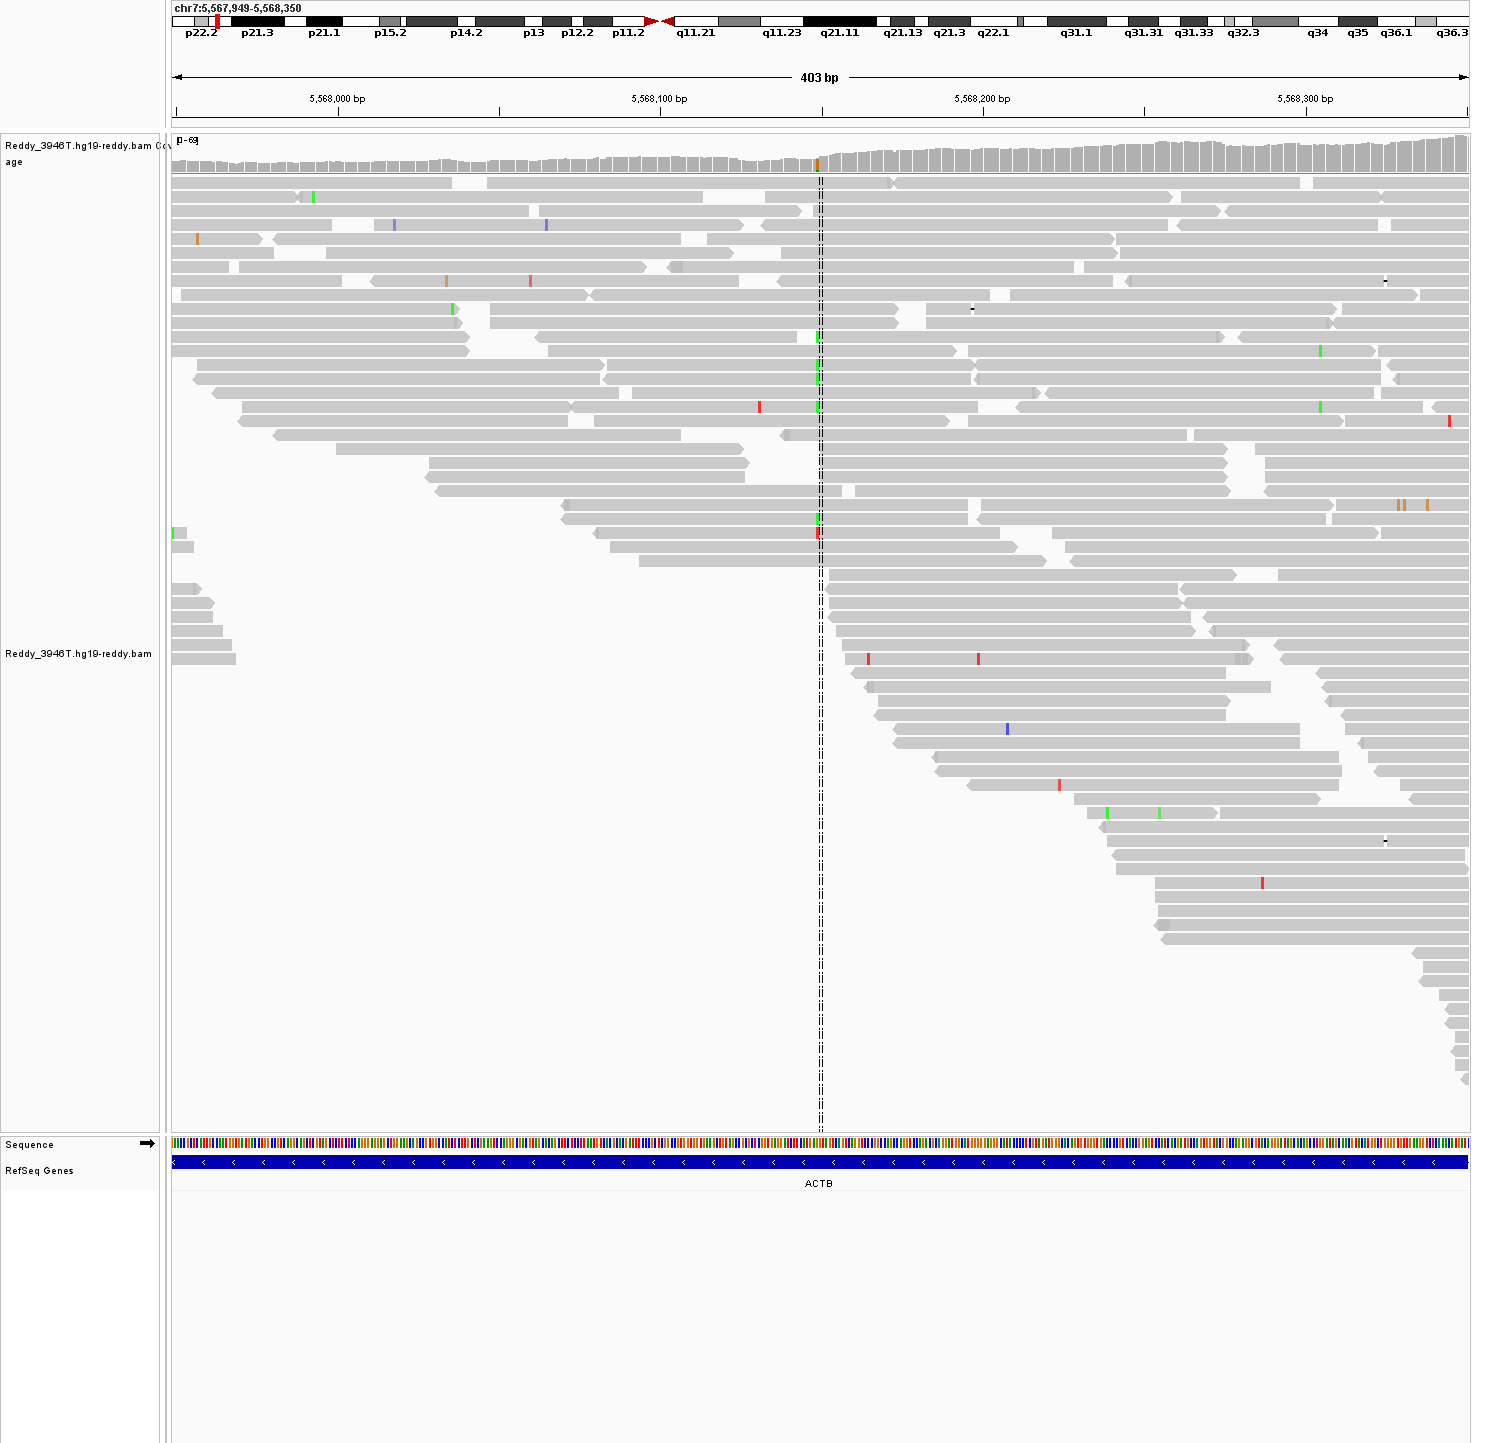 chr7:5,567,949-5,568,350
p22.2 p21.3 p21.1 p15.2 p14.2 p13 p12.2 p11.2 q11.21 q11.23 q21.11 q21.13 q21.3 q22.1 q31.1 q31.31 q31.33 q32.3 q34 q35 q36.1 q36.3
403 bp
5,568,000 bp 5,568,100 bp 5,568,200 bp 5,568,300 bp
[0-69]
Reddy_3946T.hg19-reddy.bam Cov
age
Reddy_3946T.hg19-reddy.bam
Sequence
RefSeq Genes
ACTB